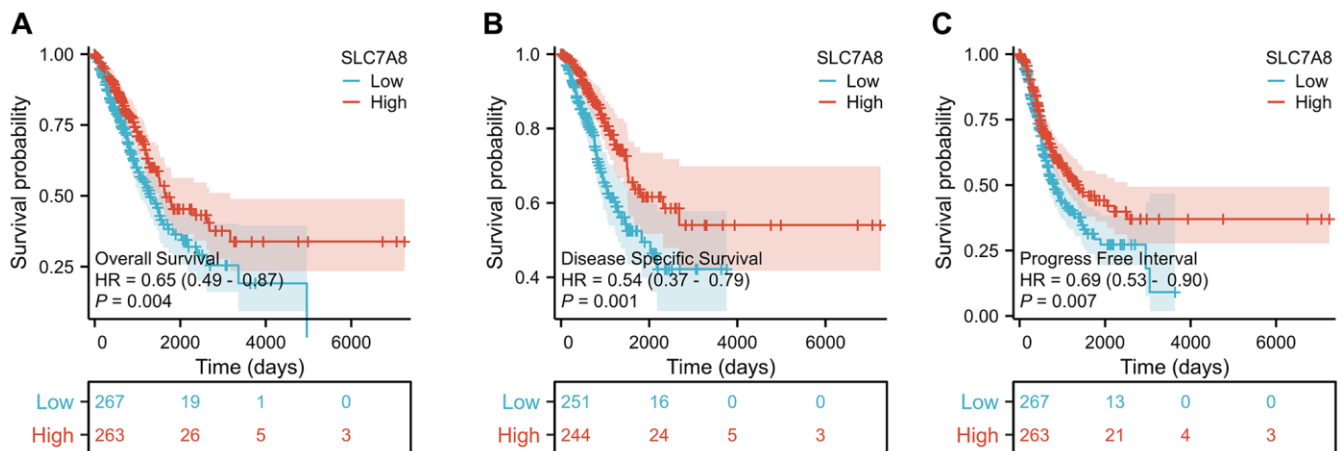 A
Survival probability
1.00
0.75
0.50
0.25
SLC7A8
Low
High
Overall Survival
HR = 0.65 (0.49 - 0.87)
P = 0.004
0 2000 4000 6000
Time (days)
Low 267 19 1 0
High 263 26 5 3
B
Survival probability
1.0
0.8
0.6
0.4
SLC7A8
Low
High
Disease Specific Survival
HR = 0.54 (0.37 - 0.79)
P = 0.001
0 2000 4000 6000
Time (days)
Low 251 16 0 0
High 244 24 5 3
C
Survival probability
1.00
0.75
0.50
0.25
0.00
SLC7A8
Low
High
Progress Free Interval
HR = 0.69 (0.53 - 0.90)
P = 0.007
0 2000 4000 6000
Time (days)
Low 267 13 0 0
High 263 21 4 3